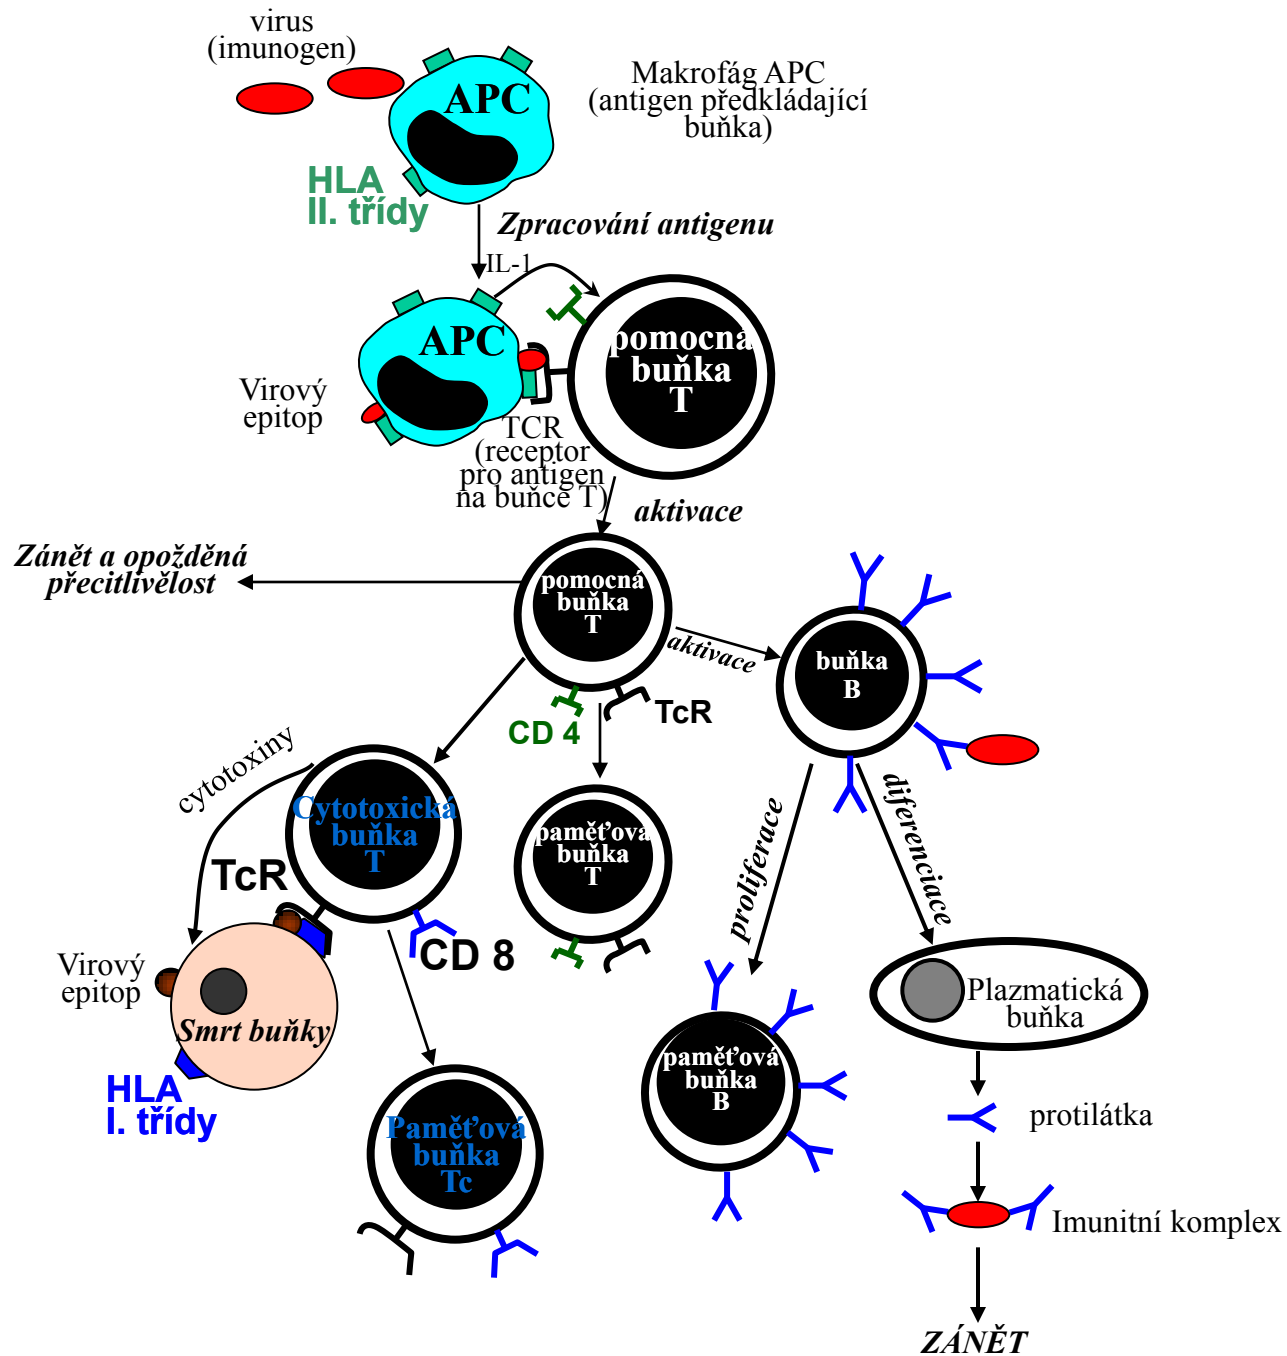 virus
(imunogen)
Makrofág APC
(antigen předkládající
buňka)
APC
HLA
II. třídy
Zpracování antigenu
IL-1
APC
pomocná
buňka
T
Virový
epitop
TCR
(receptor
pro antigen
na buňce T)
aktivace
Zánět a opožděná
přecitlivělost
pomocná
buňka
T
aktivace
buňka
B
CD 4
TcR
cytotoxiny
Cytotoxická
buňka
T
paměťová
buňka
T
proliferace
diferenciace
TcR
CD 8
Virový
epitop
Smrt buňky
HLA
I. třídy
Plazmatická
buňka
paměťová
buňka
B
Paměťová
buňka
Tc
protilátka
Imunitní komplex
ZÁNĚT